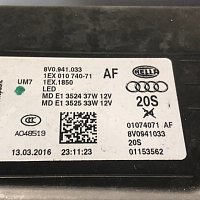 8V0.941.033
1EX 010 740-71 AF
UM7 1EX.1850
LED
MD E1 3524 37W 12V
MD E1 3525 33W 12V
HELLA
20S
A048519
13.03.2016 23:11:23
01074071 AF
8V0941033
20S
01153562